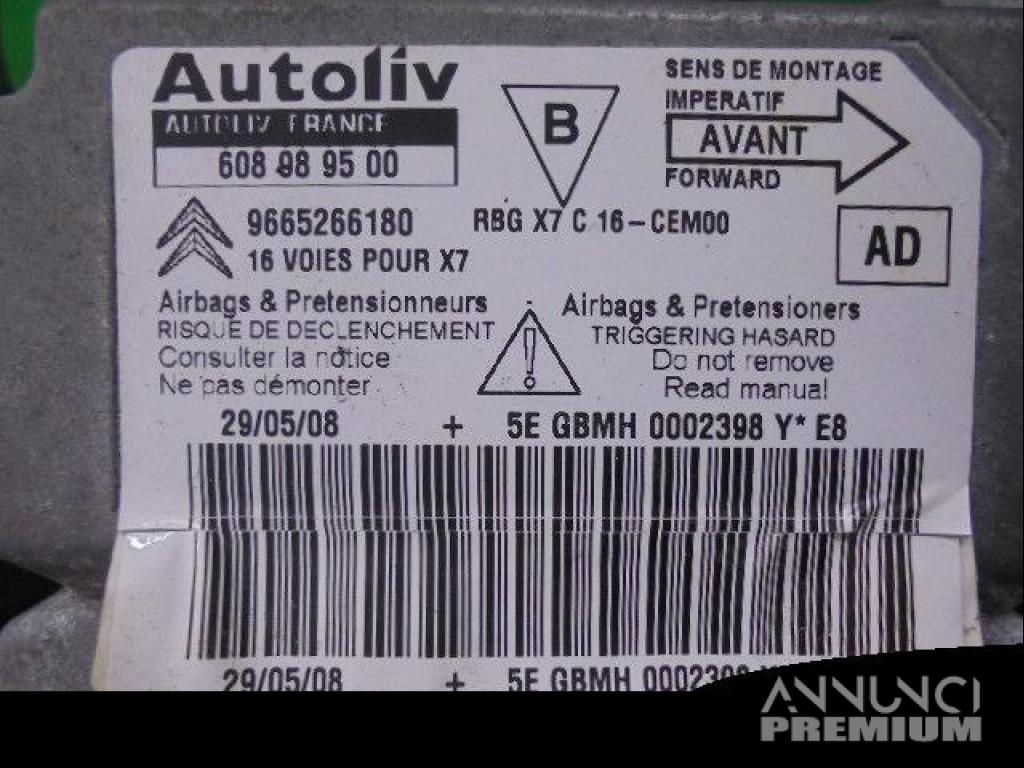 Autoliv
AUTOLIV FRANCE
608 98 95 00
B
SENS DE MONTAGE
IMPERATIF
AVANT
FORWARD
9665266180
RBG X7 C 16-CEM00
16 VOIES POUR X7
AD
Airbags & Pretensionneurs
RISQUE DE DECLENCHEMENT
Consulter la notice
Ne pas démonter
Airbags & Pretensioners
TRIGGERING HASARD
Do not remove
Read manual
29/05/08 + 5E GBMH 0002398 Y* E8
29/05/08 + 5E GBMH
ANNUNCI
PREMIUM